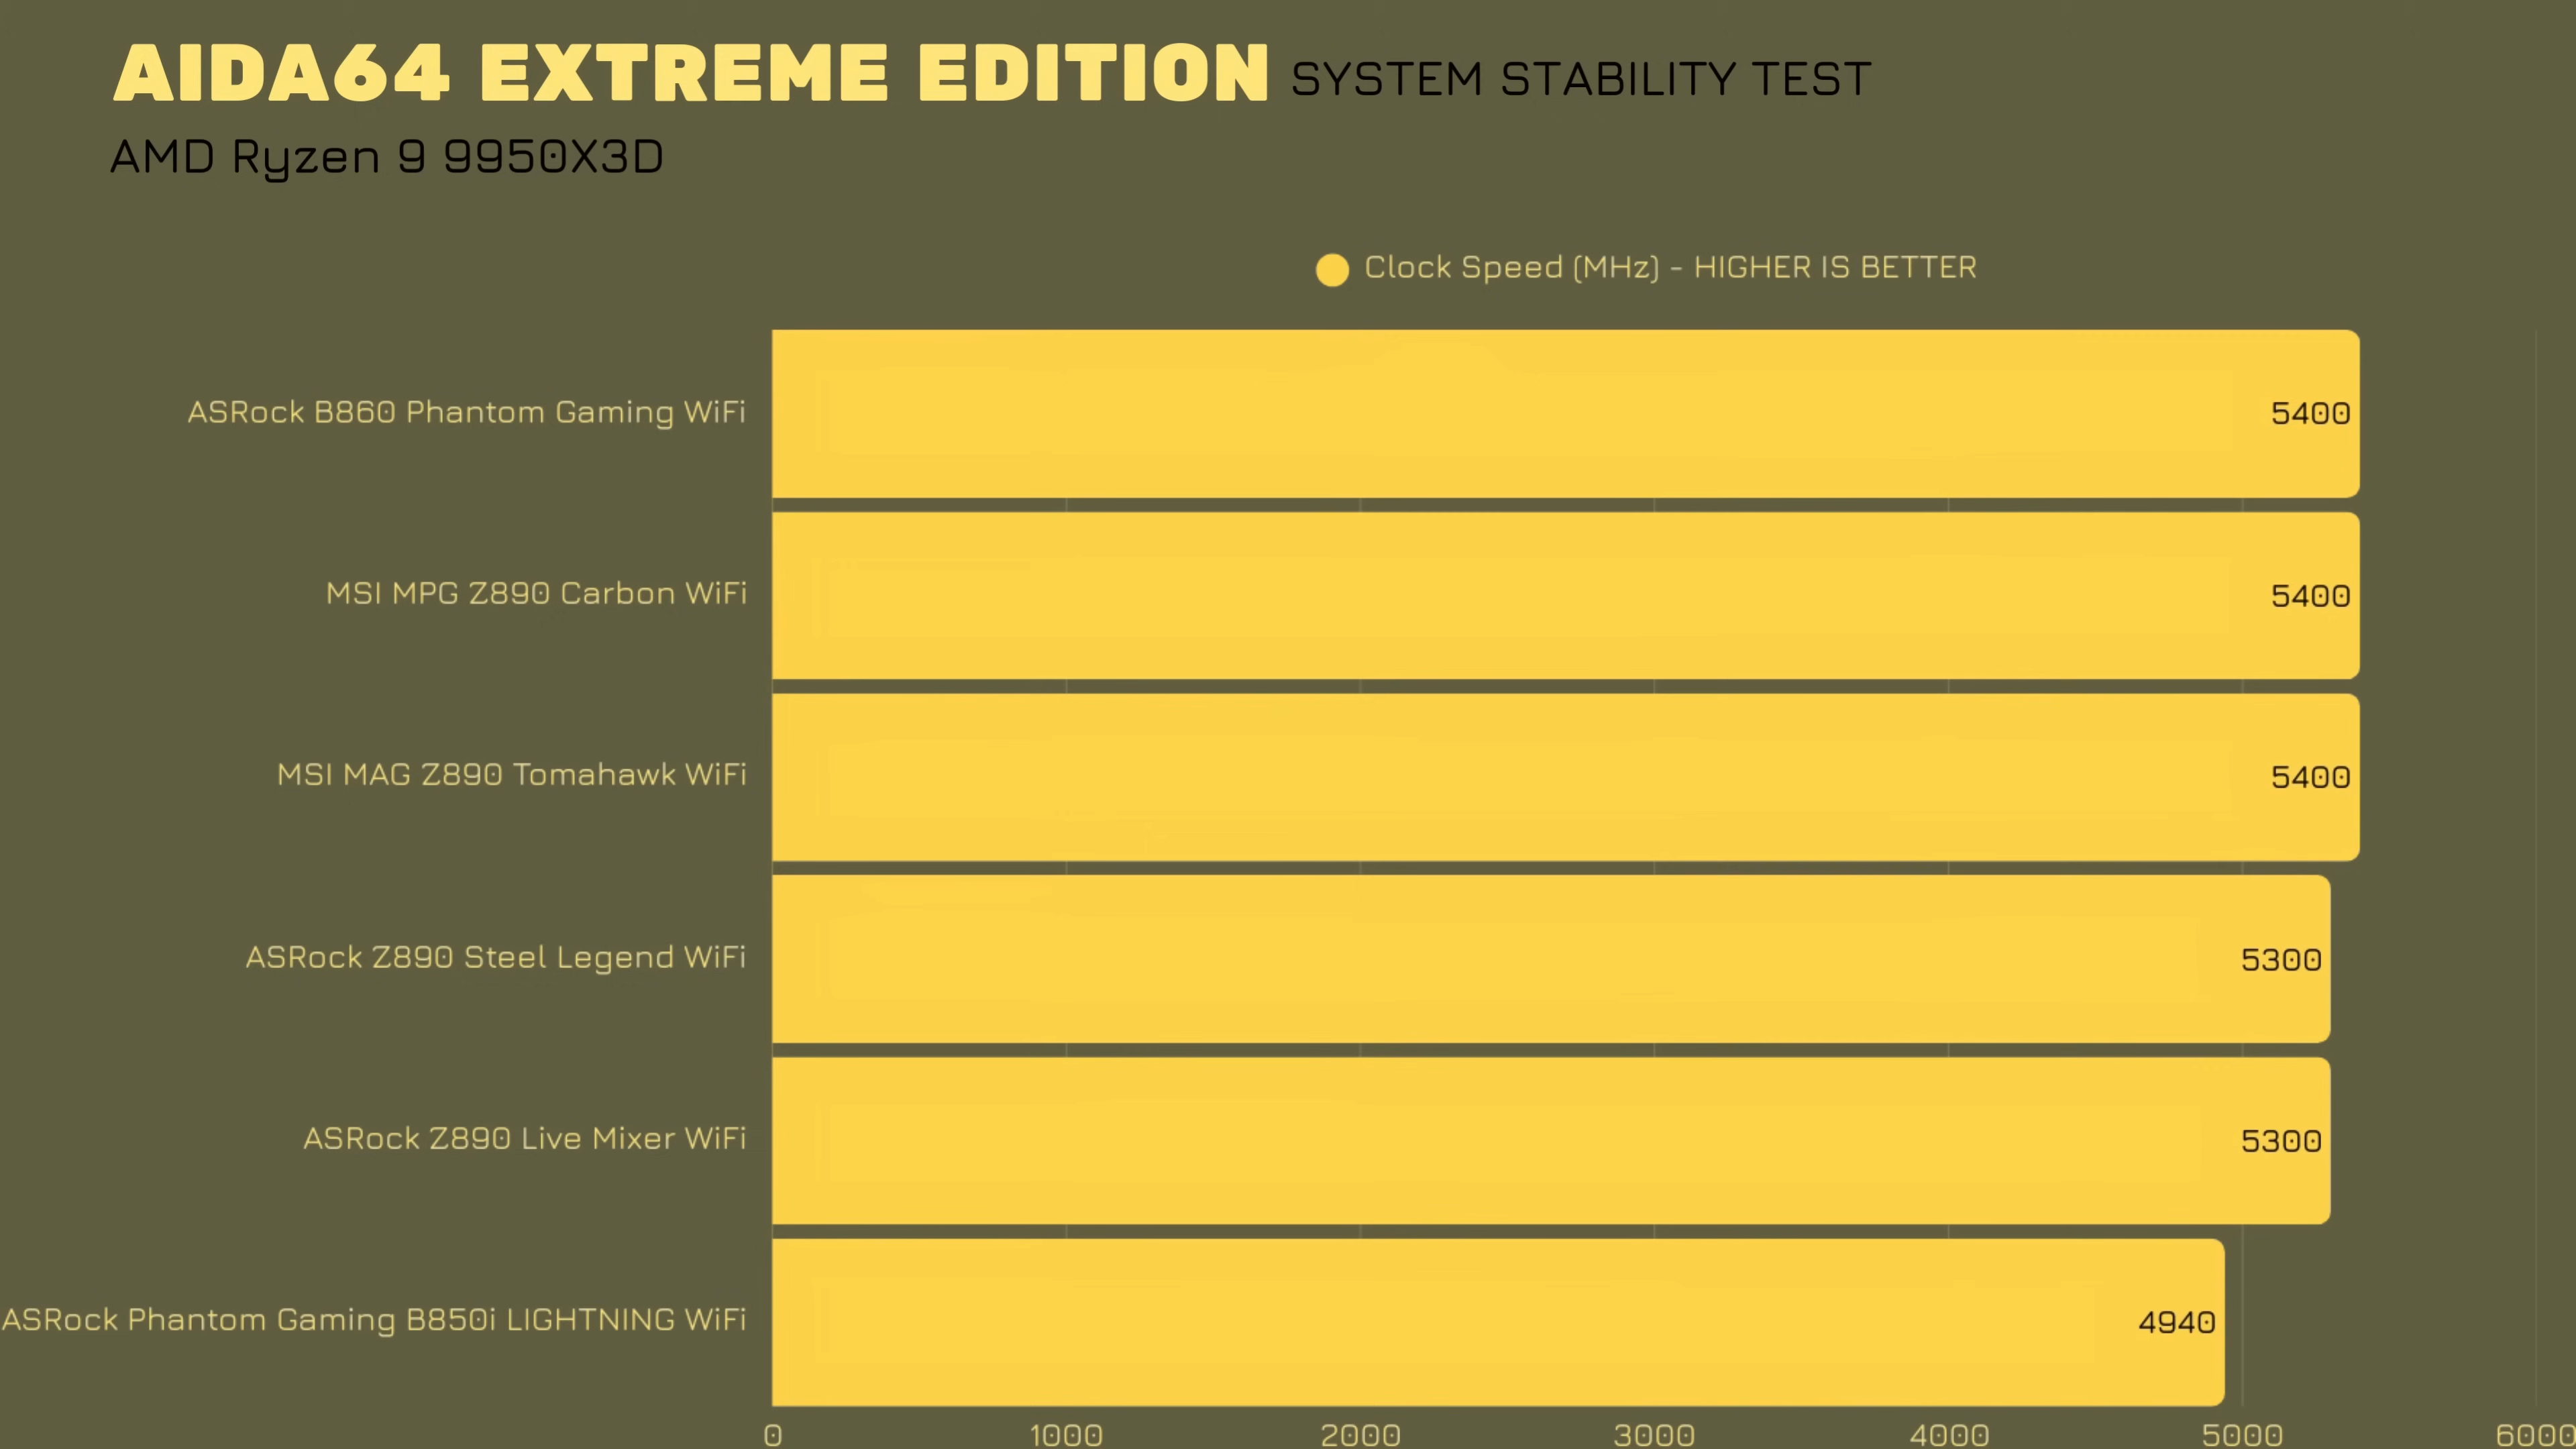 AIDA64 EXTREME EDITION SYSTEM STABILITY TEST
AMD Ryzen 9 9950X3D
Clock Speed (MHz) - HIGHER IS BETTER
ASRock B860 Phantom Gaming WiFi 5400
MSI MPG Z890 Carbon WiFi 5400
MSI MAG Z890 Tomahawk WiFi 5400
ASRock Z890 Steel Legend WiFi 5300
ASRock Z890 Live Mixer WiFi 5300
ASRock Phantom Gaming B850i LIGHTNING WiFi 4940
0 1000 2000 3000 4000 5000 6000